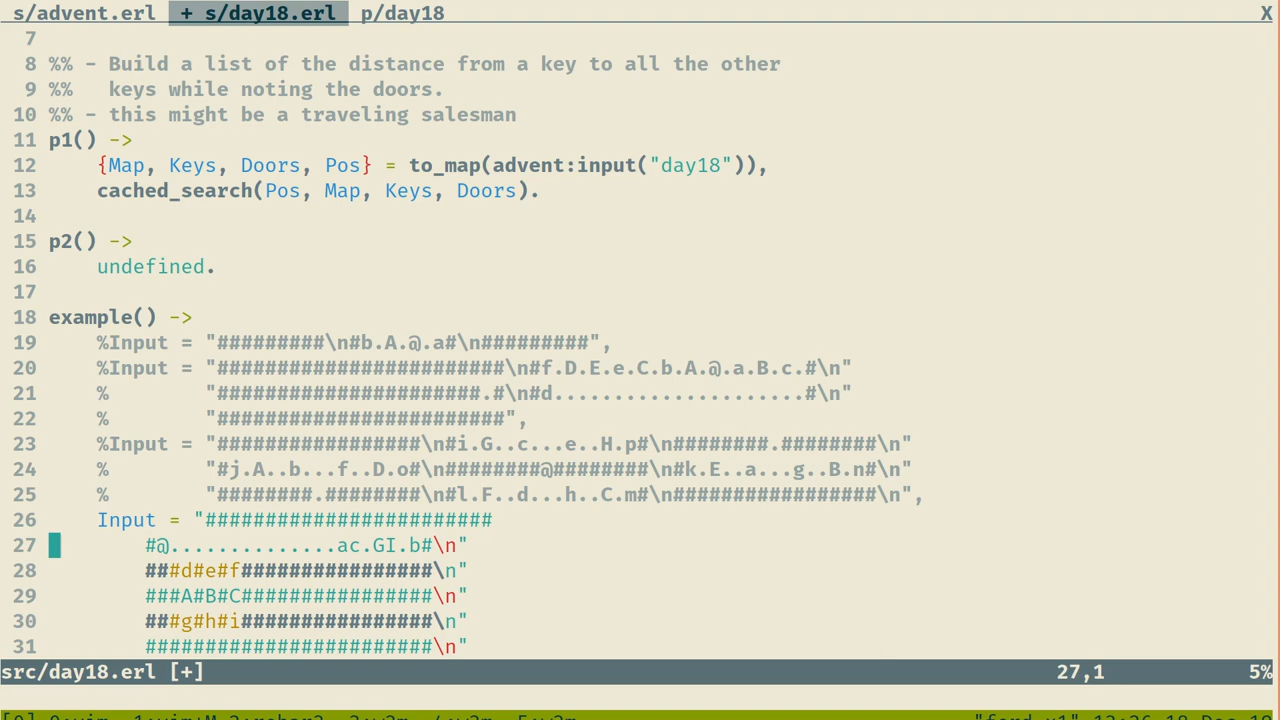 s/advent.erl  + s/day18.erl  p/day18 X
7
8 %% - Build a list of the distance from a key to all the other
9 %%   keys while noting the doors.
10 %% - this might be a traveling salesman
11 p1() ->
12     {Map, Keys, Doors, Pos} = to_map(advent:input("day18")),
13     cached_search(Pos, Map, Keys, Doors).
14
15 p2() ->
16     undefined.
17
18 example() ->
19     %Input = "#########\n#b.A.@.a#\n#########",
20     %Input = "########################\n#f.D.E.e.C.b.A.@.a.B.c.#\n"
21     %        "######################.#\n#d.....................#\n"
22     %        "########################",
23     %Input = "#################\n#i.G..c...e..H.p#\n########.########\n"
24     %        "#j.A..b...f..D.o#\n########@########\n#k.E..a...g..B.n#\n"
25     %        "########.########\n#l.F..d...h..C.m#\n#################\n",
26     Input = "########################
27         #@..............ac.GI.b#\n"
28         ###d#e#f################\n"
29         ###A#B#C################\n"
30         ###g#h#i################\n"
31         ########################\n"
src/day18.erl [+] 27,1 5%